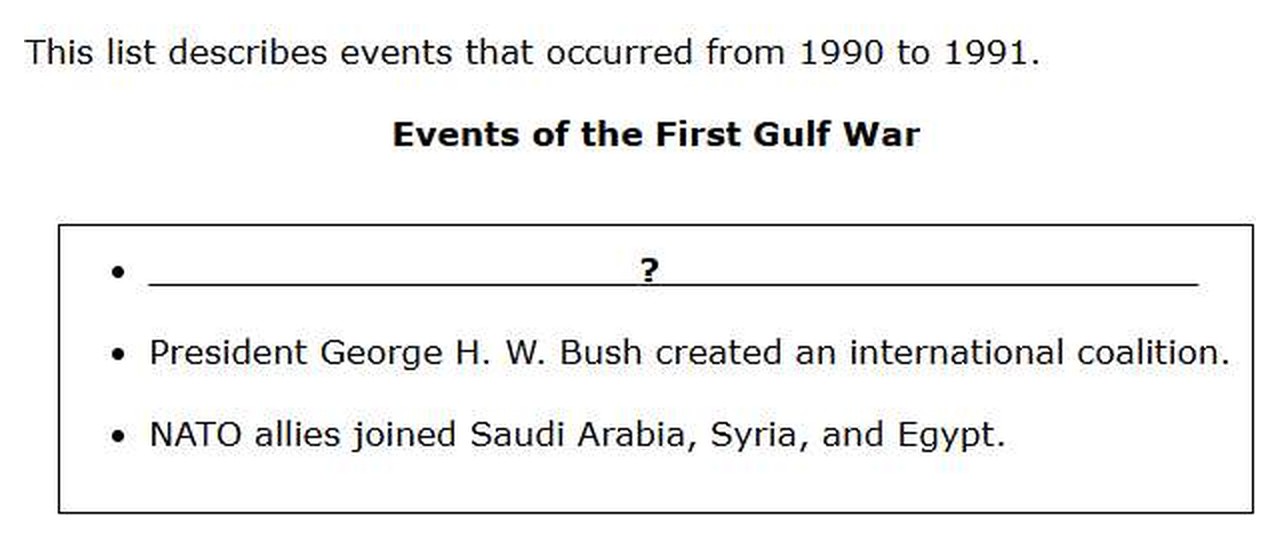 This list describes events that occurred from 1990 to 1991.
Events of the First Gulf War
• ?
• President George H. W. Bush created an international coalition.
• NATO allies joined Saudi Arabia, Syria, and Egypt.